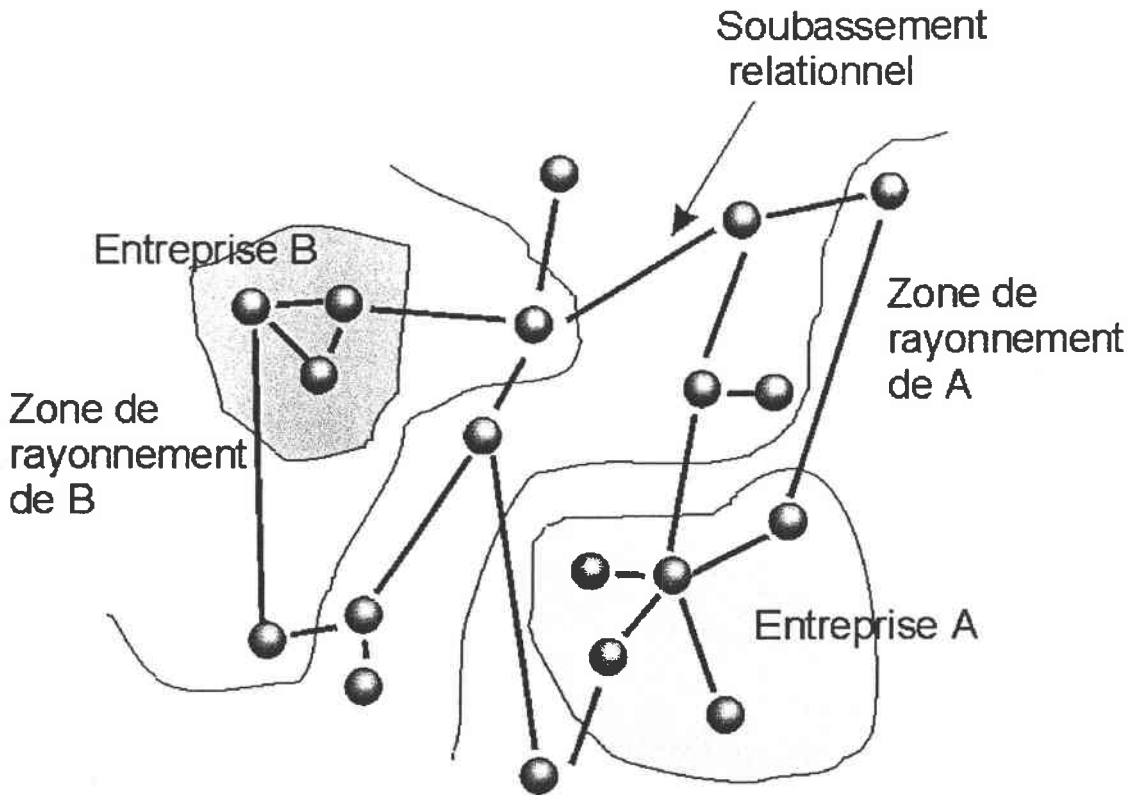 Soubassement
relationnel
Entreprise B
Zone de
rayonnement
de A
Zone de
rayonnement
de B
Entreprise A